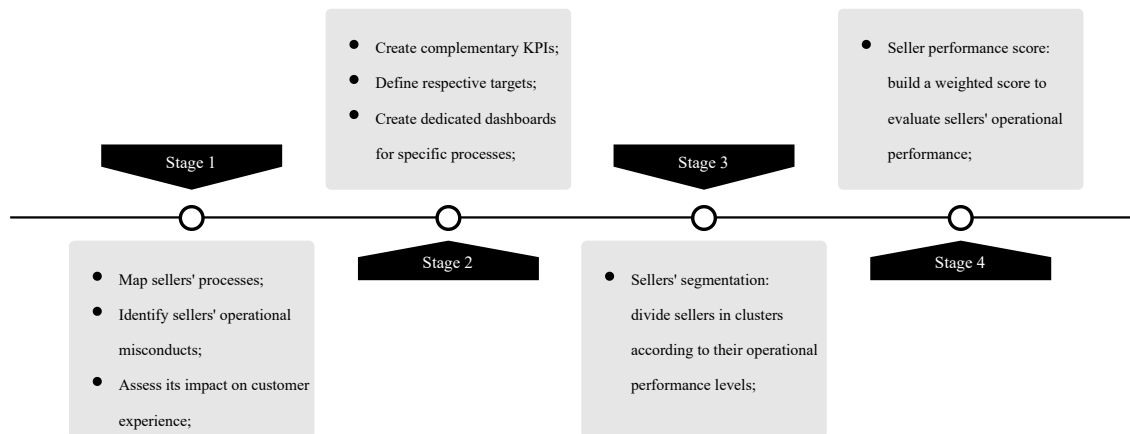 Stage 1
Map sellers' processes;
Identify sellers' operational
misconducts;
Assess its impact on customer
experience;
Create complementary KPIs;
Define respective targets;
Create dedicated dashboards
for specific processes;
Stage 2
Stage 3
Sellers' segmentation:
divide sellers in clusters
according to their operational
performance levels;
Seller performance score:
build a weighted score to
evaluate sellers' operational
performance;
Stage 4